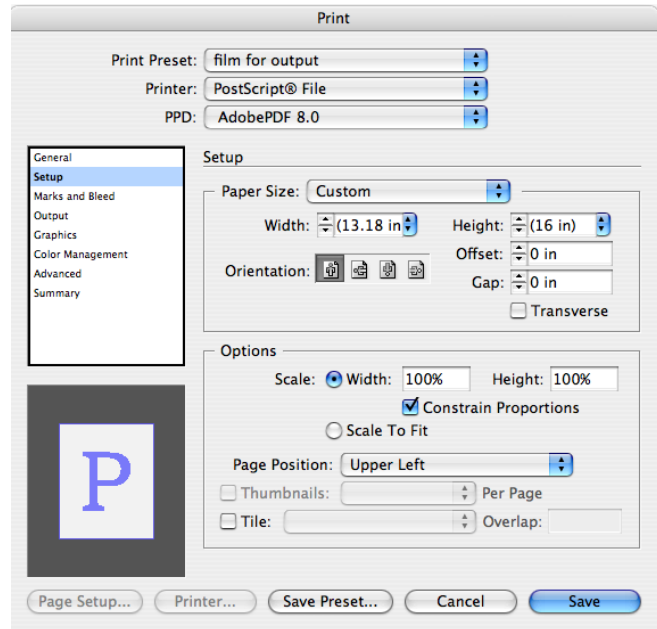 Print
Print Preset: film for output
Printer: PostScript® File
PPD: AdobePDF 8.0
General
Setup
Marks and Bleed
Output
Graphics
Color Management
Advanced
Summary
Setup
Paper Size: Custom
Width: (13.18 in Height: (16 in)
Offset: 0 in
Orientation:
Gap: 0 in
Transverse
Options
Scale: Width: 100% Height: 100%
Constrain Proportions
Scale To Fit
Page Position: Upper Left
Thumbnails: Per Page
Tile: Overlap:
P
Page Setup... Printer... Save Preset... Cancel Save